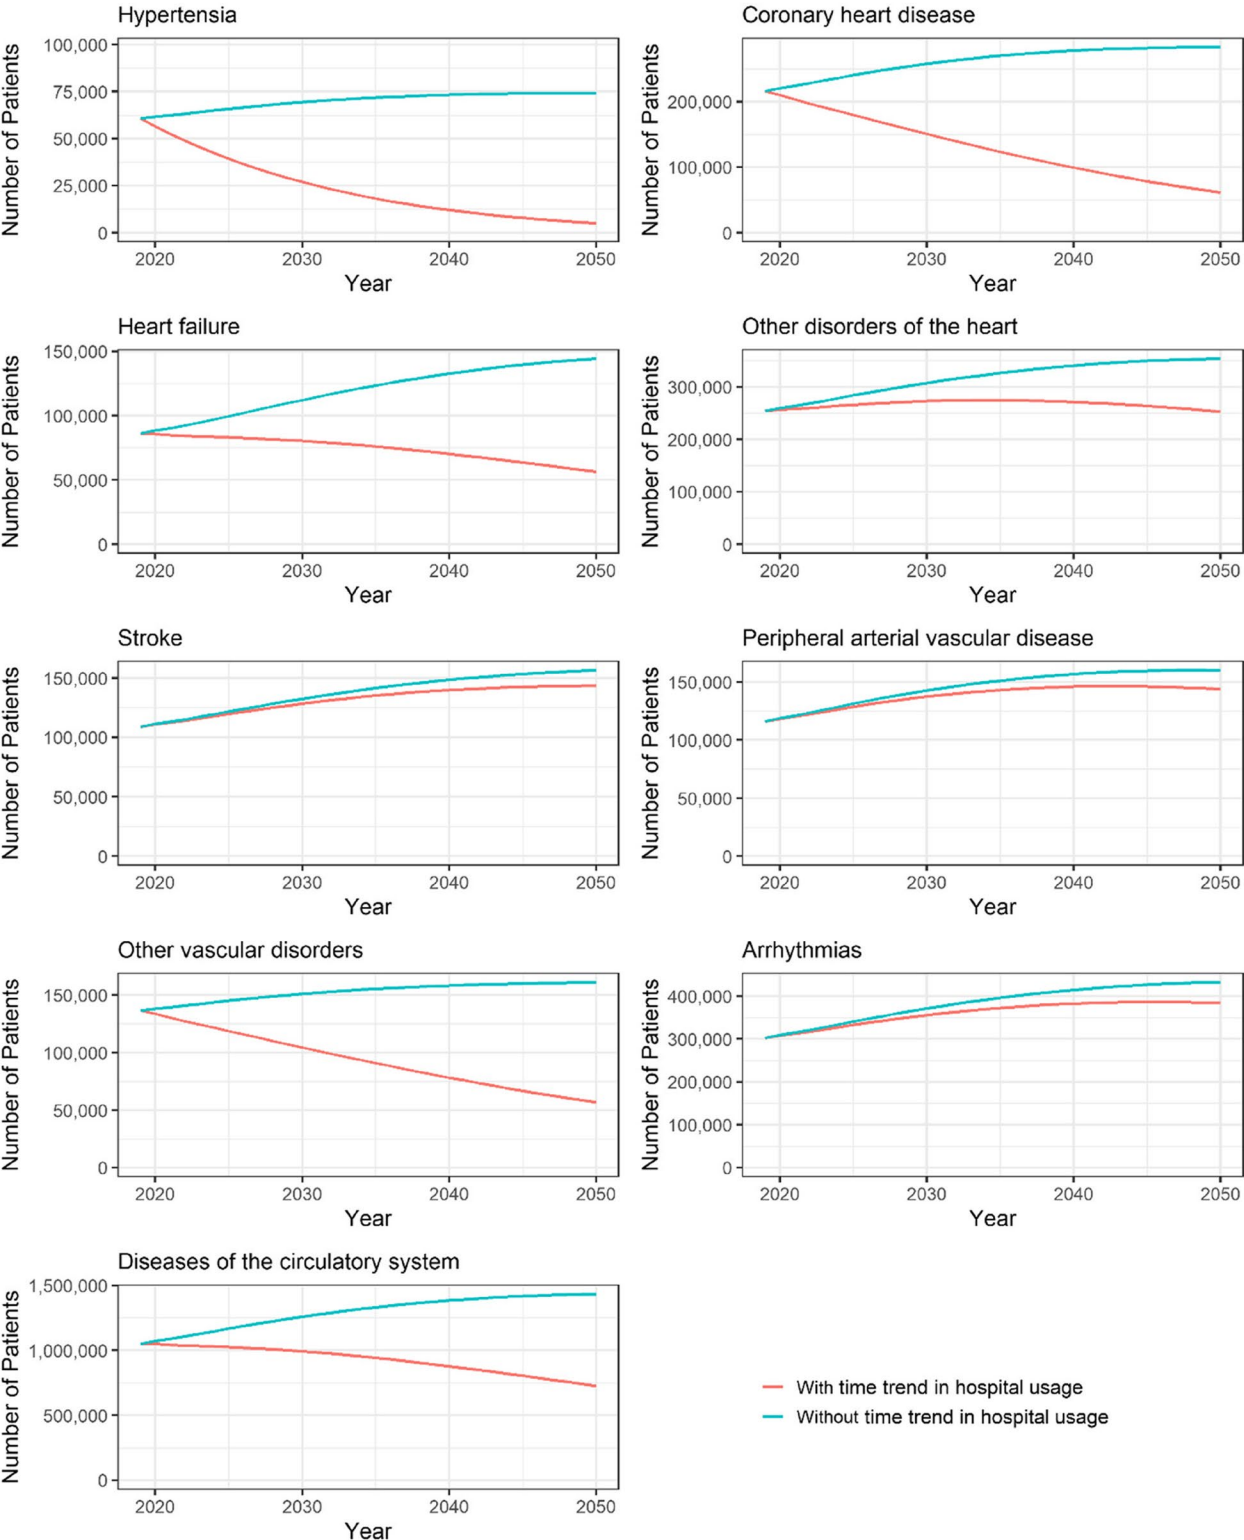 Hypertensia
Number of Patients
100,000
75,000
50,000
25,000
0
2020 2030 2040 2050
Year
Coronary heart disease
Number of Patients
200,000
100,000
0
2020 2030 2040 2050
Year
Heart failure
Number of Patients
150,000
100,000
50,000
0
2020 2030 2040 2050
Year
Other disorders of the heart
Number of Patients
300,000
200,000
100,000
0
2020 2030 2040 2050
Year
Stroke
Number of Patients
150,000
100,000
50,000
0
2020 2030 2040 2050
Year
Peripheral arterial vascular disease
Number of Patients
150,000
100,000
50,000
0
2020 2030 2040 2050
Year
Other vascular disorders
Number of Patients
150,000
100,000
50,000
0
2020 2030 2040 2050
Year
Arrhythmias
Number of Patients
400,000
300,000
200,000
100,000
0
2020 2030 2040 2050
Year
Diseases of the circulatory system
Number of Patients
1,500,000
1,000,000
500,000
0
2020 2030 2040 2050
Year
With time trend in hospital usage
Without time trend in hospital usage